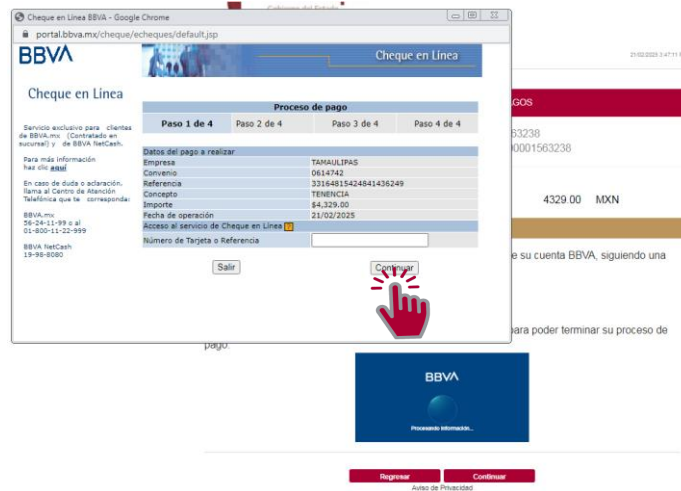 Gobierno del Estado
Cheque en Línea BBVA - Google Chrome
portal.bbva.mx/cheque/echeques/default.jsp
BBVA
Cheque en Línea
Cheque en Línea
Servicio exclusivo para clientes
de BBVA.mx (Contratado en
sucursal) y de BBVA NetCash.
Para más información
haz clic aquí
En caso de duda o aclaración,
llama al Centro de Atención
Telefónica que te corresponda:
BBVA.mx
56-24-11-99 o al
01-800-11-22-999
BBVA NetCash
19-98-8080
Proceso de pago
Paso 1 de 4 Paso 2 de 4 Paso 3 de 4 Paso 4 de 4
Datos del pago a realizar
Empresa TAMAULIPAS
Convenio 0614742
Referencia 33164815424841436249
Concepto TENENCIA
Importe $4,329.00
Fecha de operación 21/02/2025
Acceso al servicio de Cheque en Línea ?
Número de Tarjeta o Referencia
Salir Continuar
21/02/2025 3:47:11
AGOS
63238
00001563238
4329.00 MXN
e su cuenta BBVA, siguiendo una
para poder terminar su proceso de
pago.
BBVA
Procesando Información...
Regresar Continuar
Aviso de Privacidad